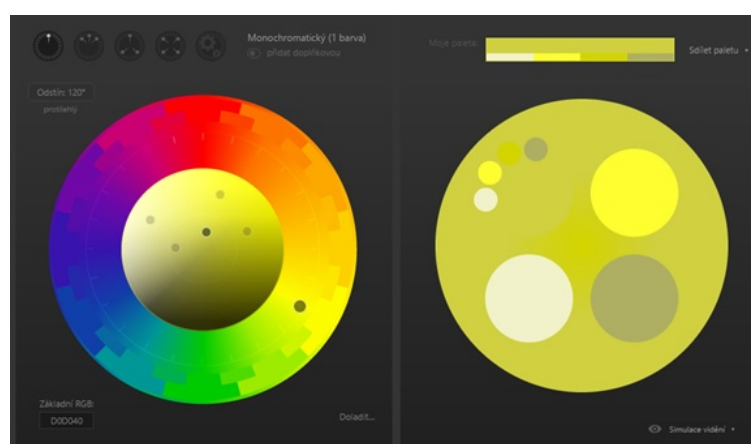 Monochromatický (1 barva)
přidat doplňkovou
Odstín: 120°
protilehlý
Základní RGB:
D0D040
Doladit...
Moje paleta:
Sdílet paletu
Simulace vidění